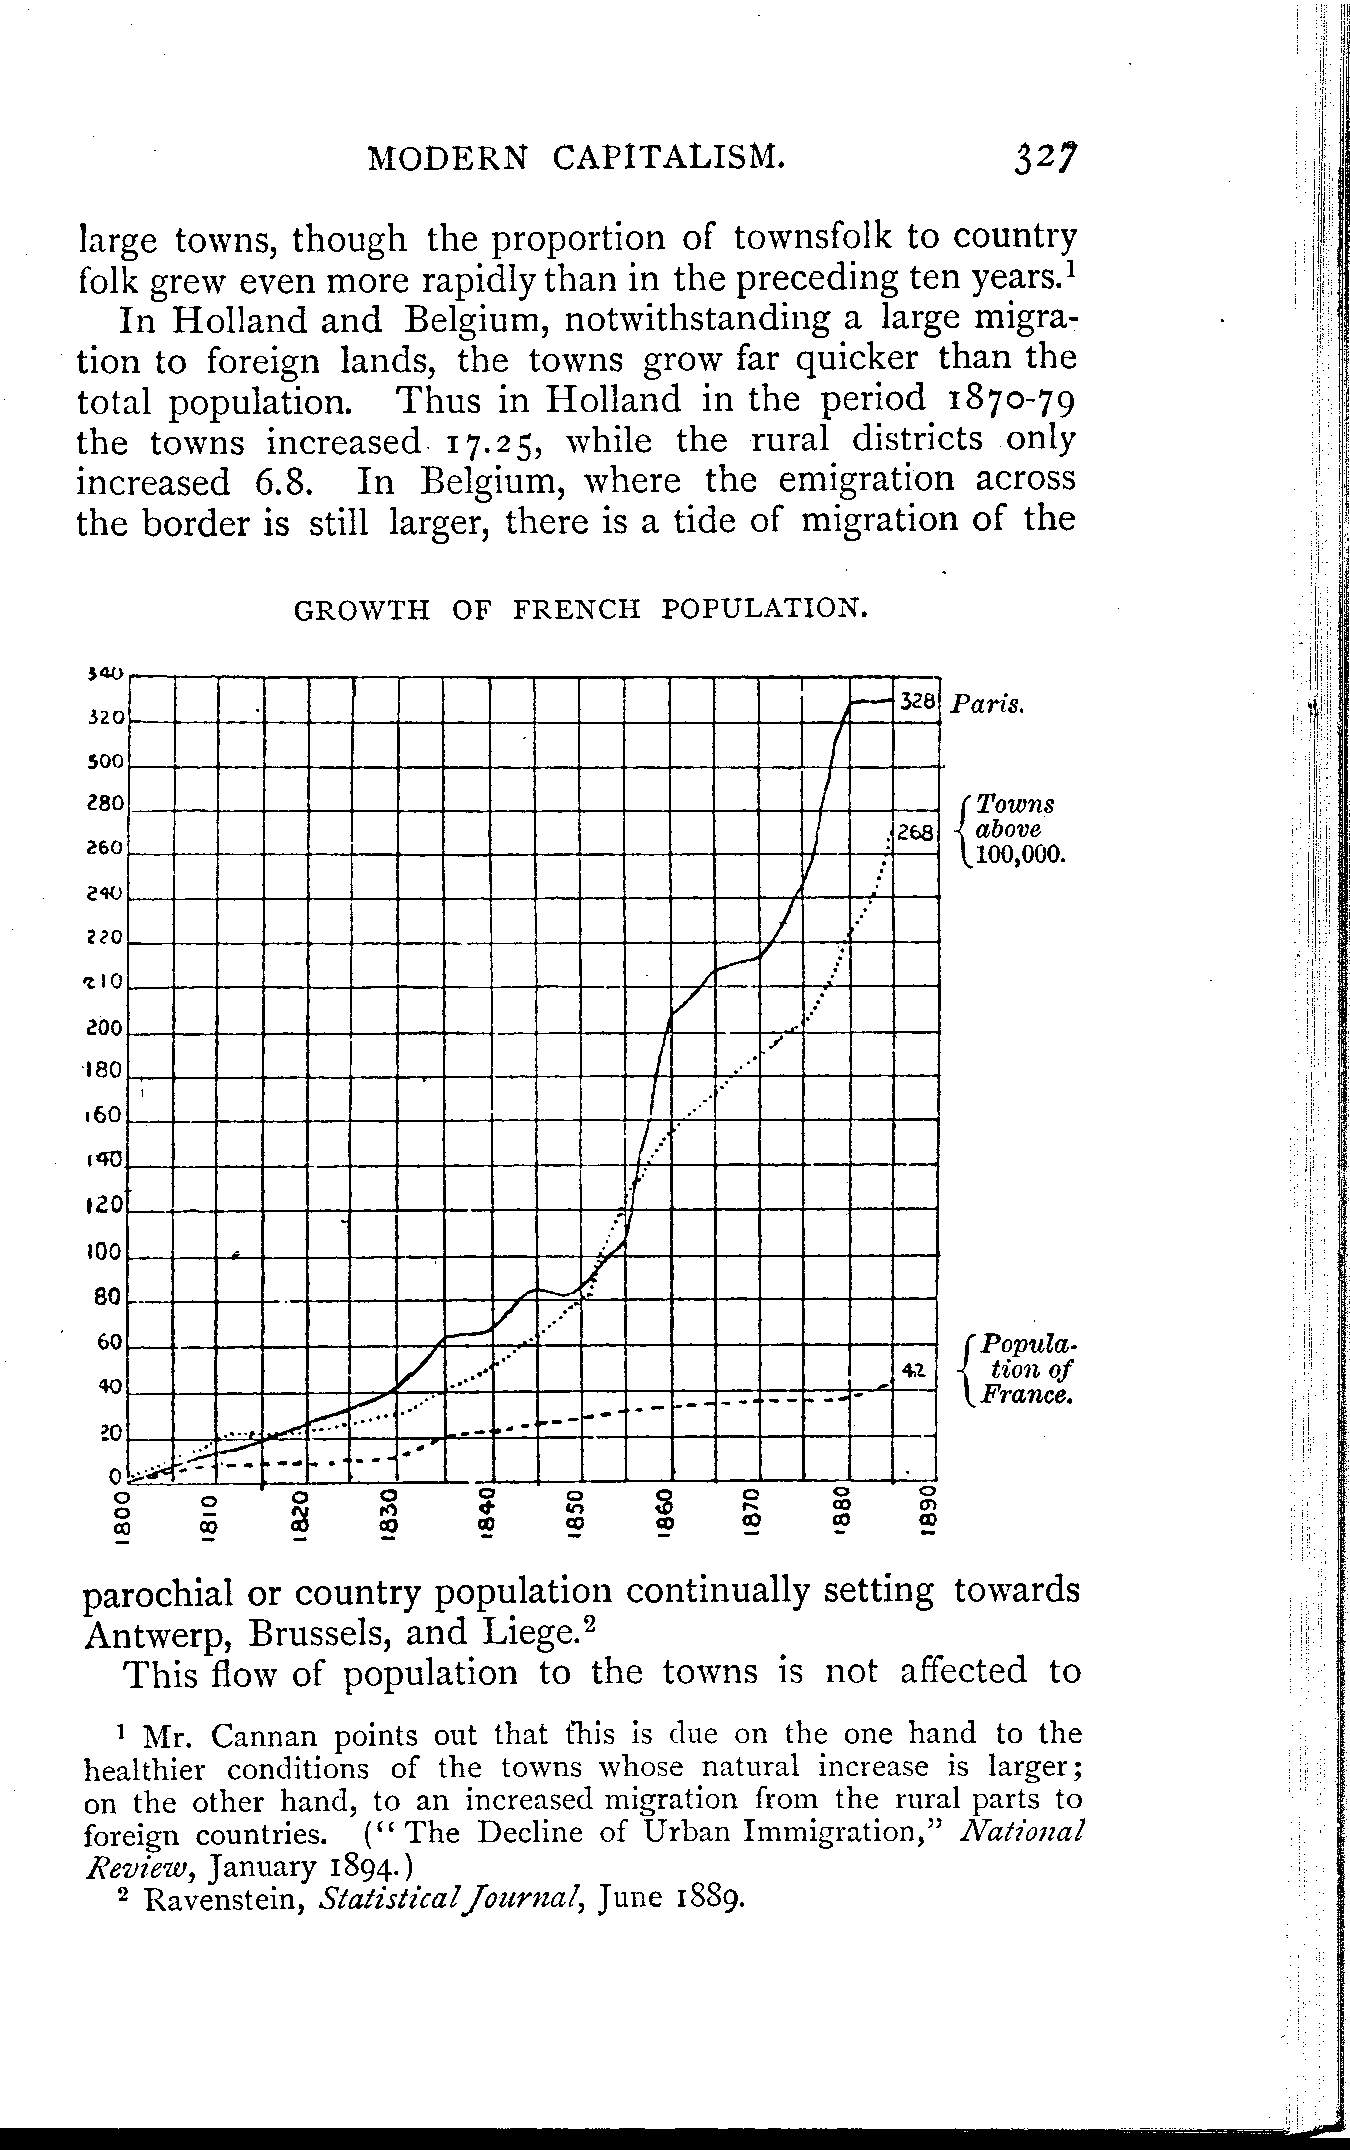 MODERN CAPITALISM. 327
large towns, though the proportion of townsfolk to country
folk grew even more rapidly than in the preceding ten years.¹
In Holland and Belgium, notwithstanding a large migra-
tion to foreign lands, the towns grow far quicker than the
total population. Thus in Holland in the period 1870-79
the towns increased 17.25, while the rural districts only
increased 6.8. In Belgium, where the emigration across
the border is still larger, there is a tide of migration of the
GROWTH OF FRENCH POPULATION.
340
320
300
280
260
240
220
210
200
180
160
140
120
100
80
60
40
20
0
328 Paris.
268 { Towns
above
100,000.
42 { Popula-
tion of
France.
1800 1810 1820 1830 1840 1850 1860 1870 1880 1890
parochial or country population continually setting towards
Antwerp, Brussels, and Liege.²
This flow of population to the towns is not affected to
¹ Mr. Cannan points out that this is due on the one hand to the
healthier conditions of the towns whose natural increase is larger;
on the other hand, to an increased migration from the rural parts to
foreign countries. ("The Decline of Urban Immigration," National
Review, January 1894.)
² Ravenstein, Statistical Journal, June 1889.